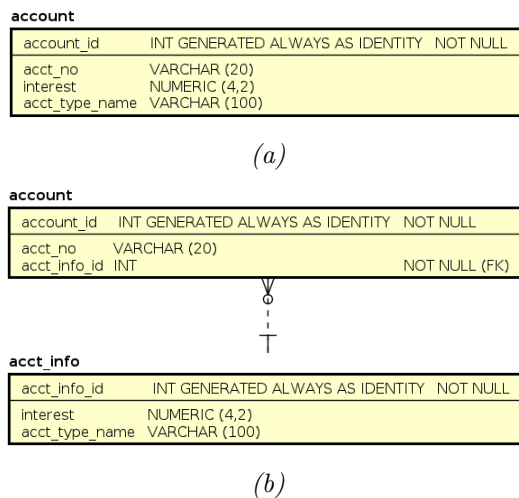 account
account_id INT GENERATED ALWAYS AS IDENTITY NOT NULL
acct_no VARCHAR (20)
interest NUMERIC (4,2)
acct_type_name VARCHAR (100)
(a)
account
account_id INT GENERATED ALWAYS AS IDENTITY NOT NULL
acct_no VARCHAR (20)
acct_info_id INT NOT NULL (FK)
acct_info
acct_info_id INT GENERATED ALWAYS AS IDENTITY NOT NULL
interest NUMERIC (4,2)
acct_type_name VARCHAR (100)
(b)